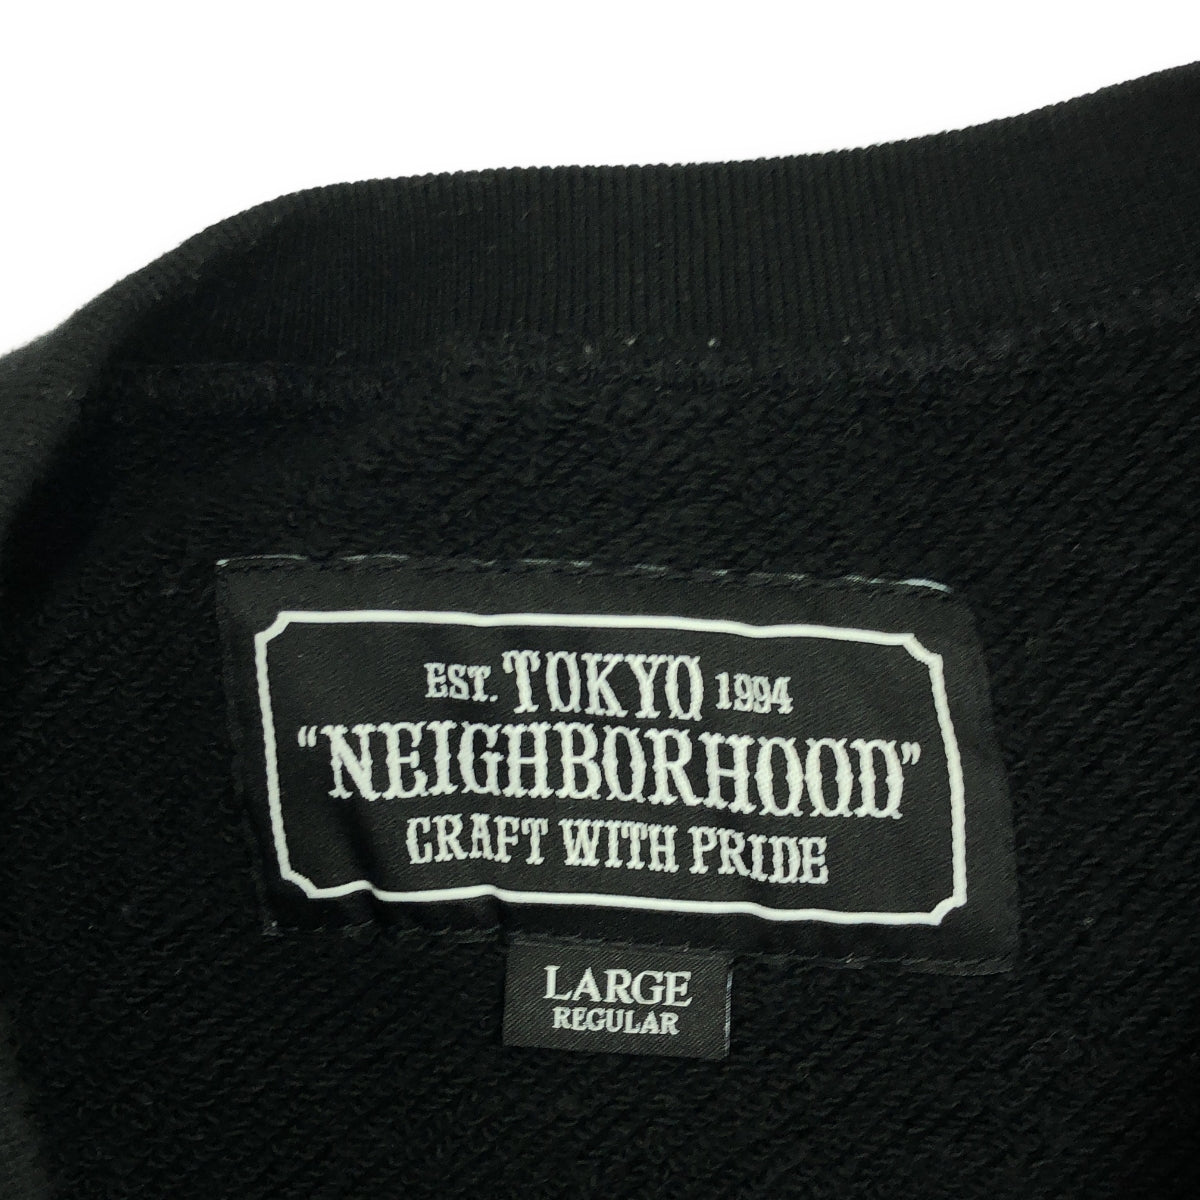 EST. TOKYO 1994
“NEIGHBORHOOD”
CRAFT WITH PRIDE
LARGE
REGULAR